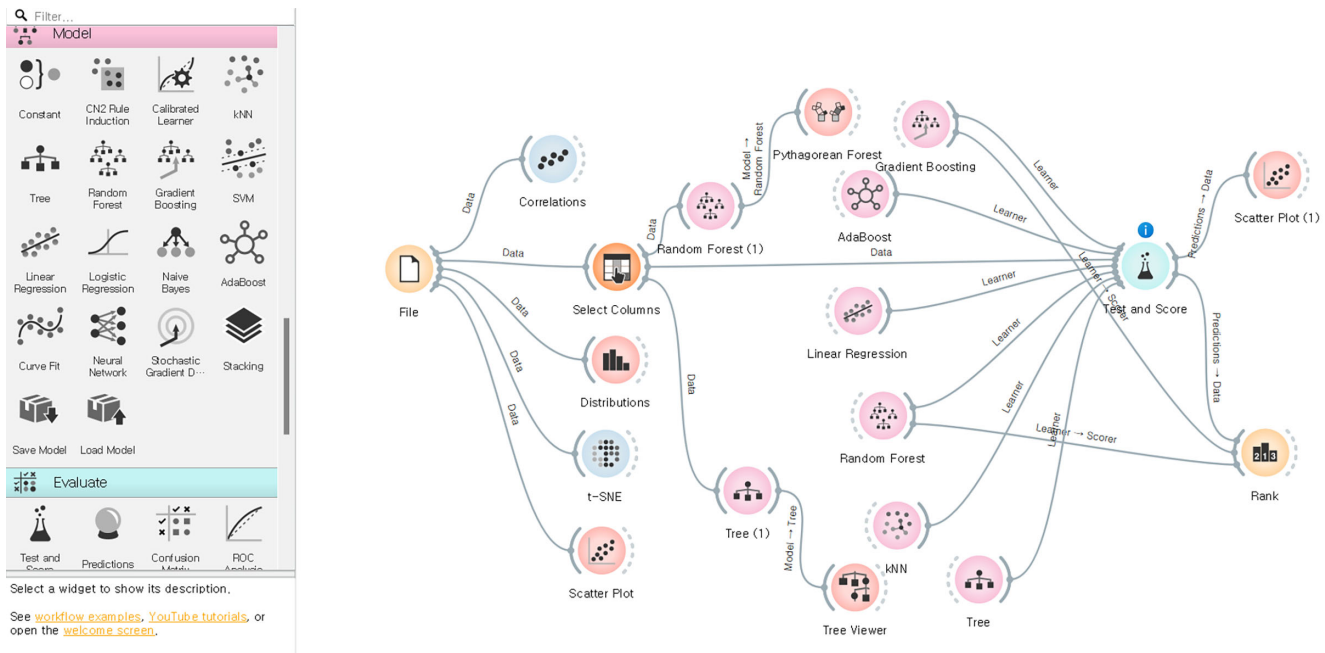 Filter...
Model
Constant
CN2 Rule
Induction
Calibrated
Learner
kNN
Tree
Random
Forest
Gradient
Boosting
SVM
Linear
Regression
Logistic
Regression
Naive
Bayes
AdaBoost
Curve Fit
Neural
Network
Stochastic
Gradient D...
Stacking
Save Model
Load Model
Evaluate
Test and
Score
Predictions
Confusion
Matrix
ROC
Analysis
Select a widget to show its description.
See workflow examples, YouTube tutorials, or
open the welcome screen.
File
Data
Correlations
Data
Select Columns
Data
Distributions
Data
t-SNE
Data
Scatter Plot
Data
Random Forest (1)
Model →
Random Forest
Pythagorean Forest
Data
Data
Tree (1)
Model → Tree
Tree Viewer
Gradient Boosting
Learner
AdaBoost
Learner
Linear Regression
Learner
Random Forest
Learner
kNN
Learner
Tree
Learner
Learner → Scorer
Learner → Scorer
Test and Score
Predictions → Data
Scatter Plot (1)
Predictions → Data
2 1 3
Rank